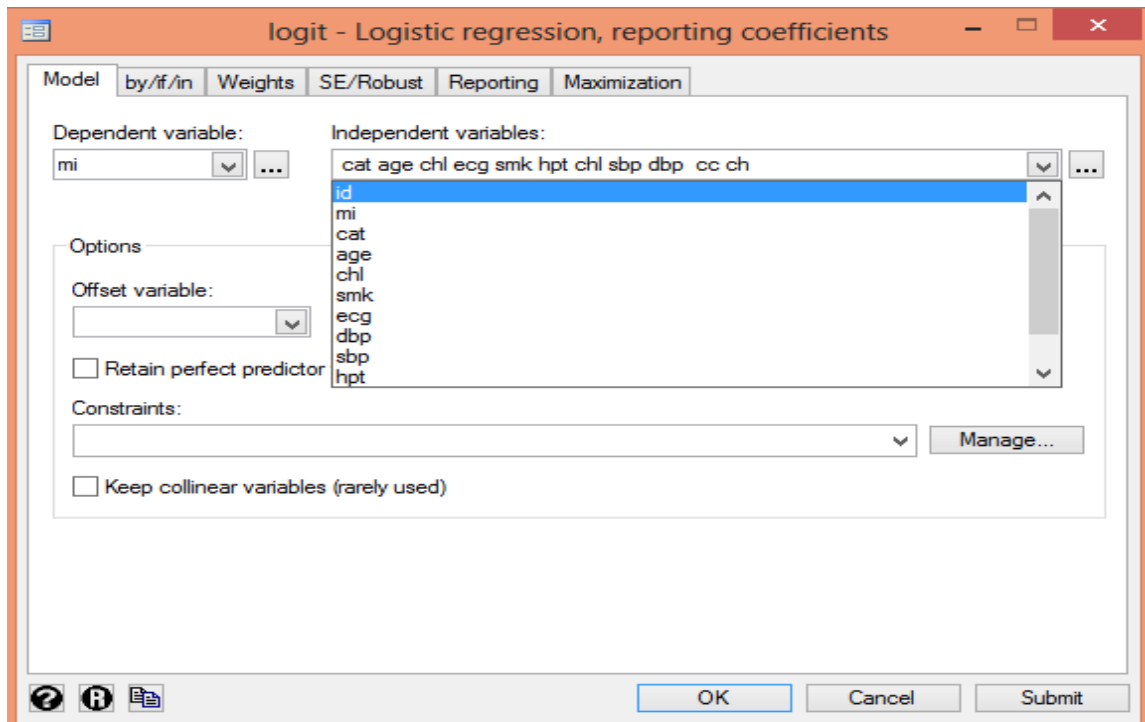 logit - Logistic regression, reporting coefficients
Model by/if/in Weights SE/Robust Reporting Maximization
Dependent variable: Independent variables:
mi ... cat age chl ecg smk hpt chl sbp dbp cc ch ...
id
mi
cat
age
chl
smk
ecg
dbp
sbp
hpt
Options
Offset variable:
Retain perfect predictor
Constraints:
Manage...
Keep collinear variables (rarely used)
? R OK Cancel Submit